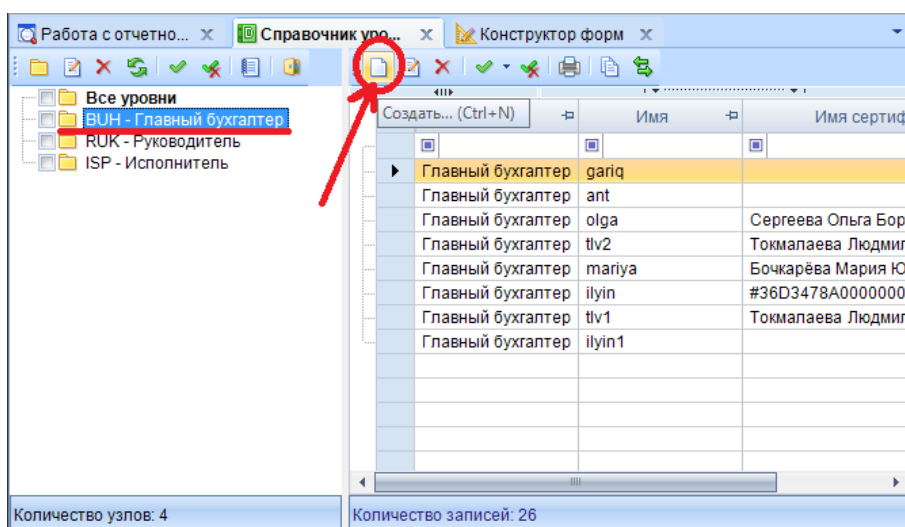 Работа с отчетно... x Справочник уро... x Конструктор форм x
Все уровни
BUH - Главный бухгалтер
RUK - Руководитель
ISP - Исполнитель
Создать... (Ctrl+N) Имя Имя сертиф
Главный бухгалтер gariq
Главный бухгалтер ant
Главный бухгалтер olga Сергеева Ольга Бор
Главный бухгалтер tlv2 Токмалаева Людмил
Главный бухгалтер mariya Бочкарёва Мария Ю
Главный бухгалтер ilyin #36D3478A0000000
Главный бухгалтер tlv1 Токмалаева Людмил
Главный бухгалтер ilyin1
Количество узлов: 4 Количество записей: 26